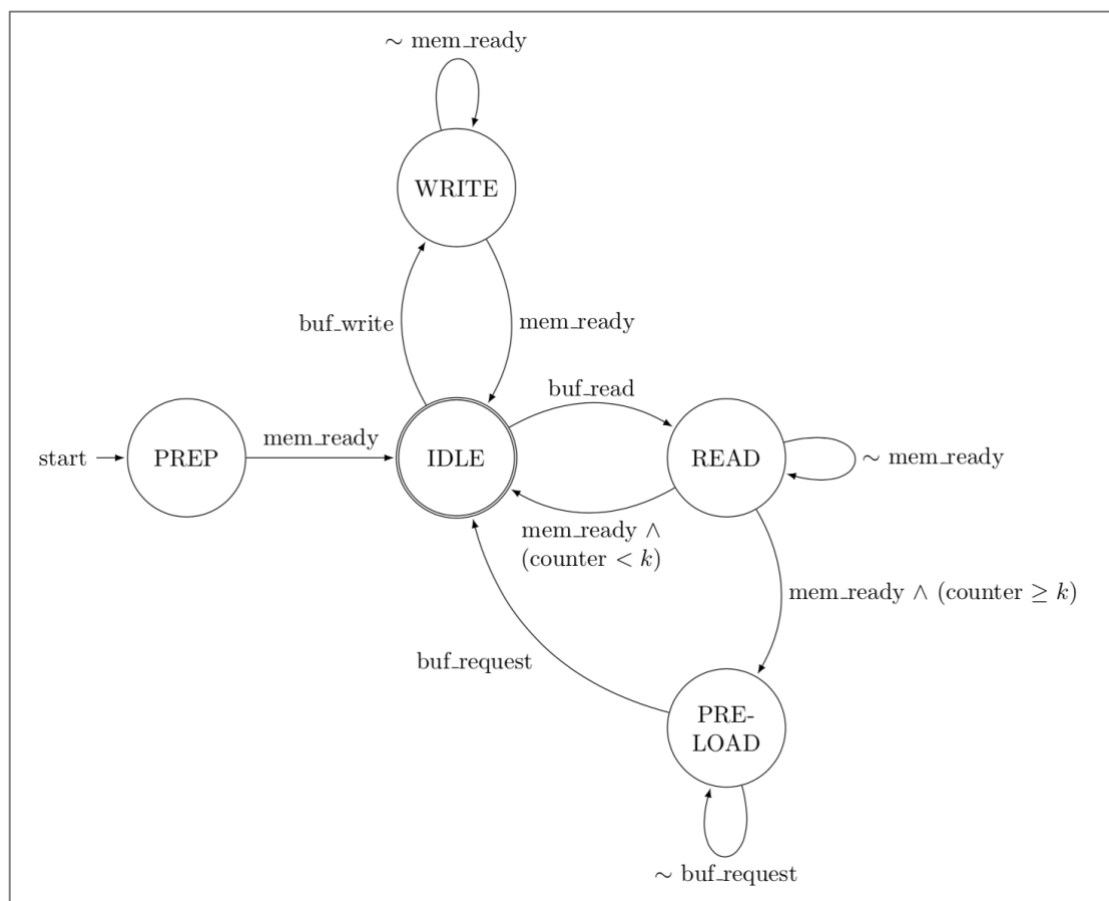 ∼ mem_ready
WRITE
buf_write
mem_ready
buf_read
start
PREP
mem_ready
IDLE
READ
∼ mem_ready
mem_ready ∧
(counter < k)
mem_ready ∧ (counter ≥ k)
buf_request
PRE-
LOAD
∼ buf_request